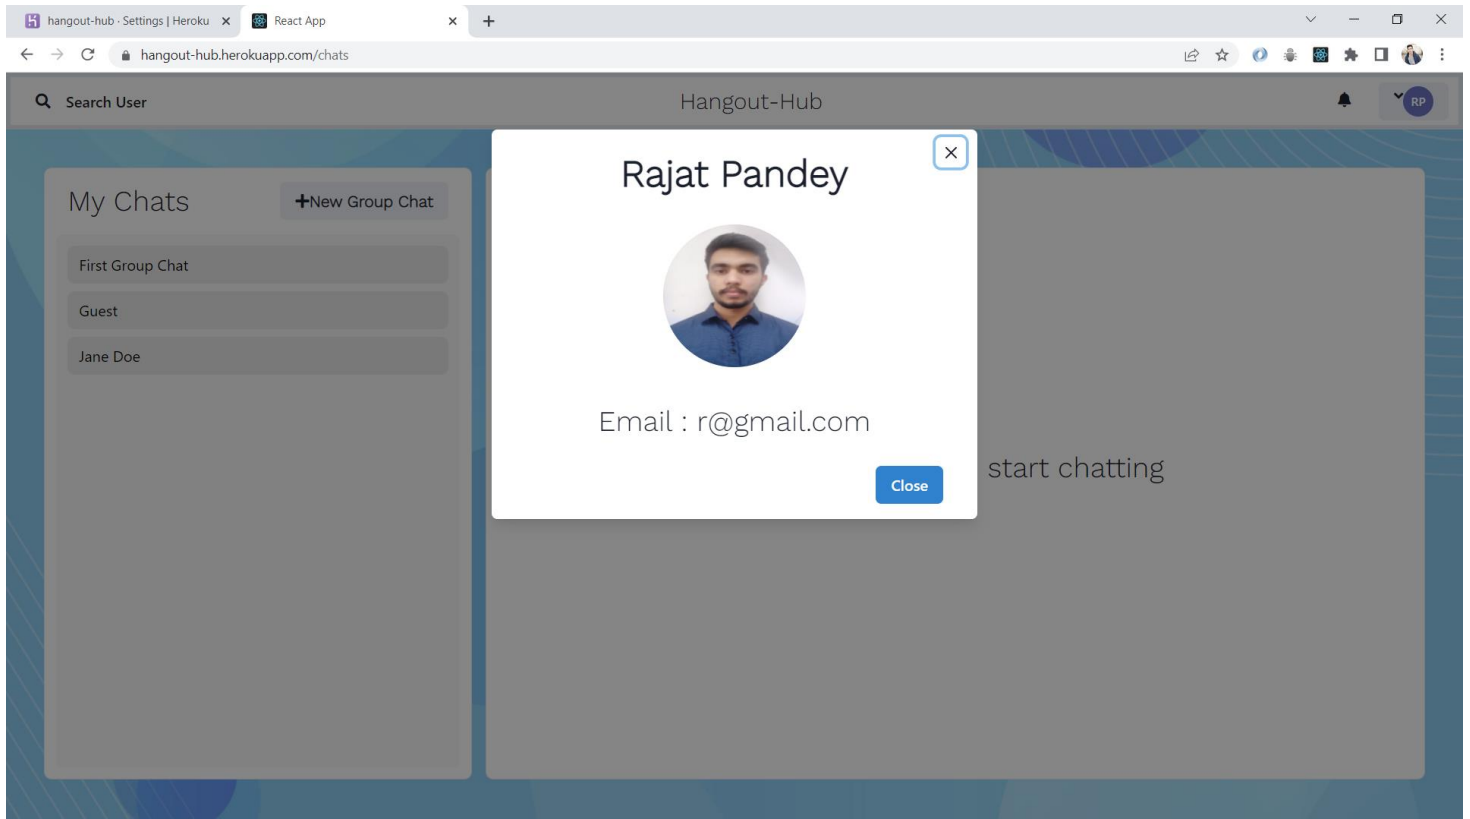 hangout-hub · Settings | Heroku
React App
hangout-hub.herokuapp.com/chats
Search User
Hangout-Hub
RP
My Chats
+New Group Chat
First Group Chat
Guest
Jane Doe
Rajat Pandey
Email : r@gmail.com
Close
start chatting